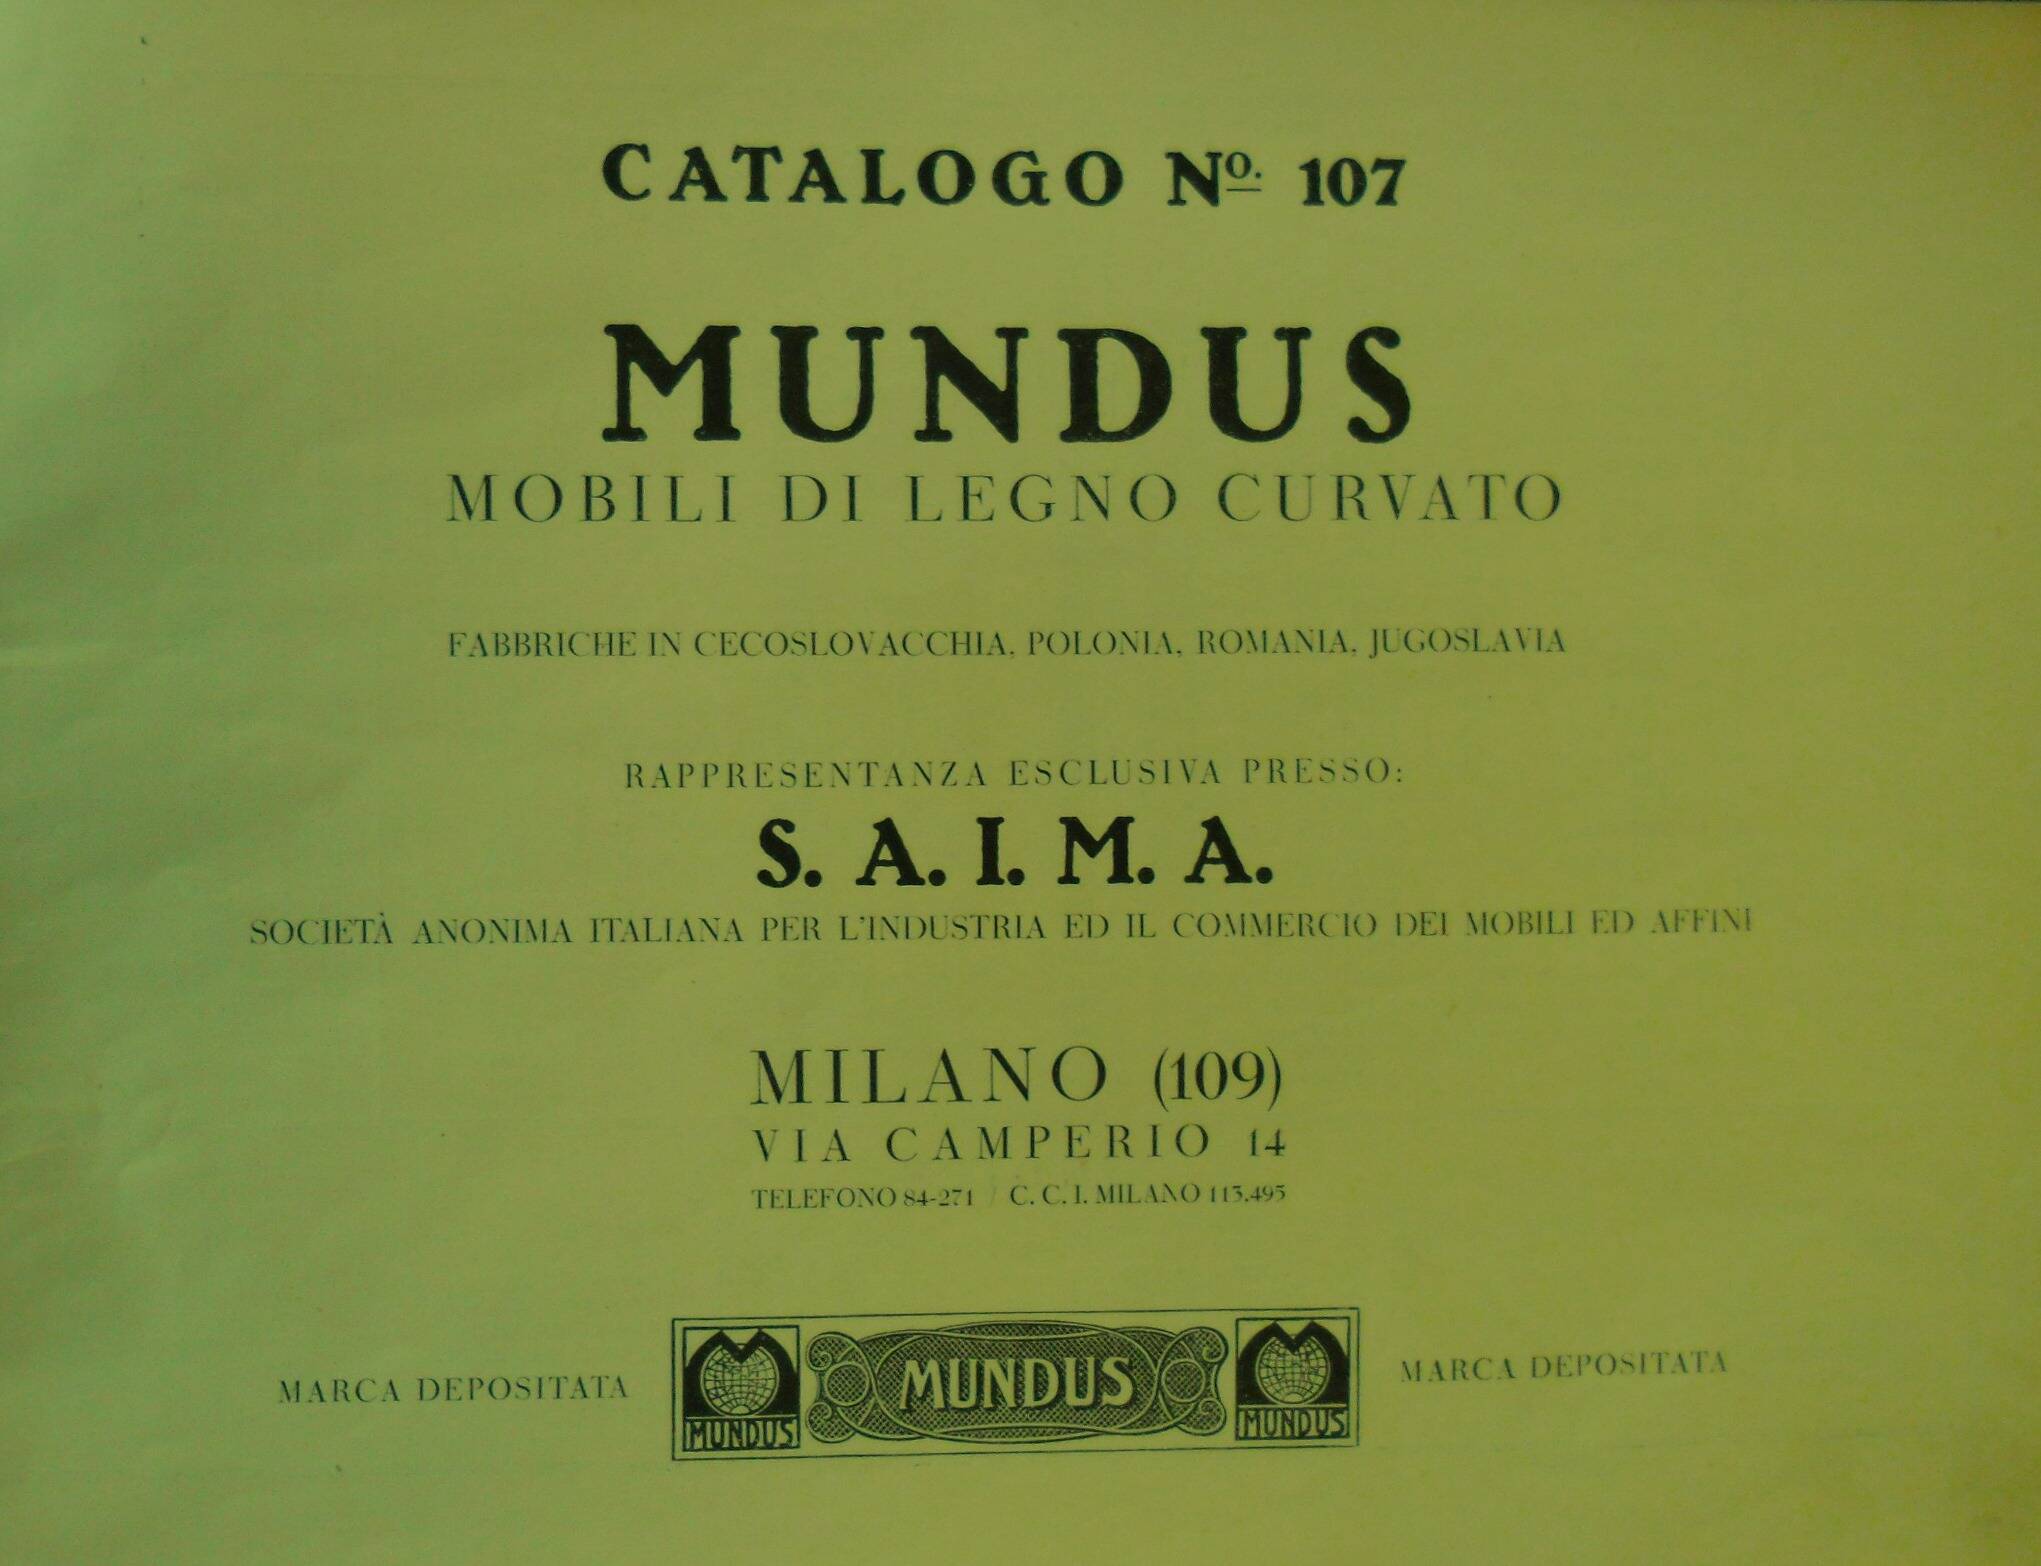 CATALOGO Nº. 107
MUNDUS
MOBILI DI LEGNO CURVATO
FABBRICHE IN CECOSLOVACCHIA, POLONIA, ROMANIA, JUGOSLAVIA
RAPPRESENTANZA ESCLUSIVA PRESSO:
S. A. I. M. A.
SOCIETÀ ANONIMA ITALIANA PER L'INDUSTRIA ED IL COMMERCIO DEI MOBILI ED AFFINI
MILANO (109)
VIA CAMPERIO 14
TELEFONO 84-271 / C. C. I. MILANO 113.495
MARCA DEPOSITATA
MUNDUS
MUNDUS
MUNDUS
MARCA DEPOSITATA